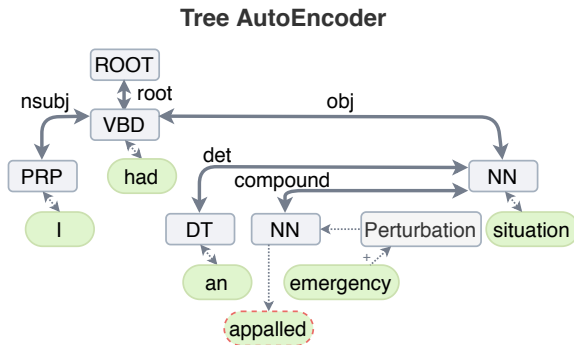 Tree AutoEncoder
ROOT
root
nsubj
obj
VBD
det
PRP
had
compound
NN
I
DT
NN
Perturbation
situation
+
an
emergency
appalled